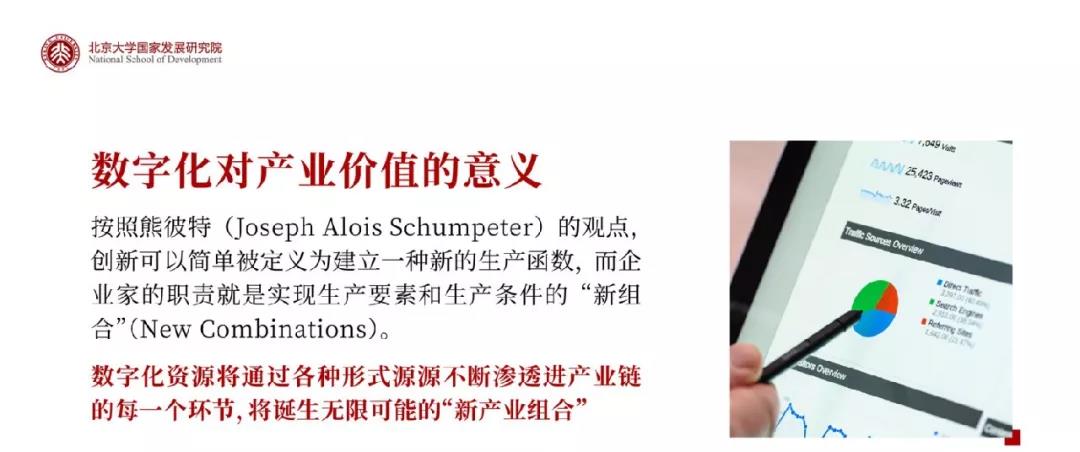 北京大学国家发展研究院
National School of Development
数字化对产业价值的意义
按照熊彼特（Joseph Alois Schumpeter）的观点，
创新可以简单被定义为建立一种新的生产函数，而企
业家的职责就是实现生产要素和生产条件的“新组
合”（New Combinations）。
数字化资源将通过各种形式源源不断渗透进产业链
的每一个环节，将诞生无限可能的“新产业组合”
7,649 Visits
25,423 Pageviews
3.32 Pages/Visit
Traffic Sources Overview
Direct Traffic
Search Engines
Referring Sites
Overview